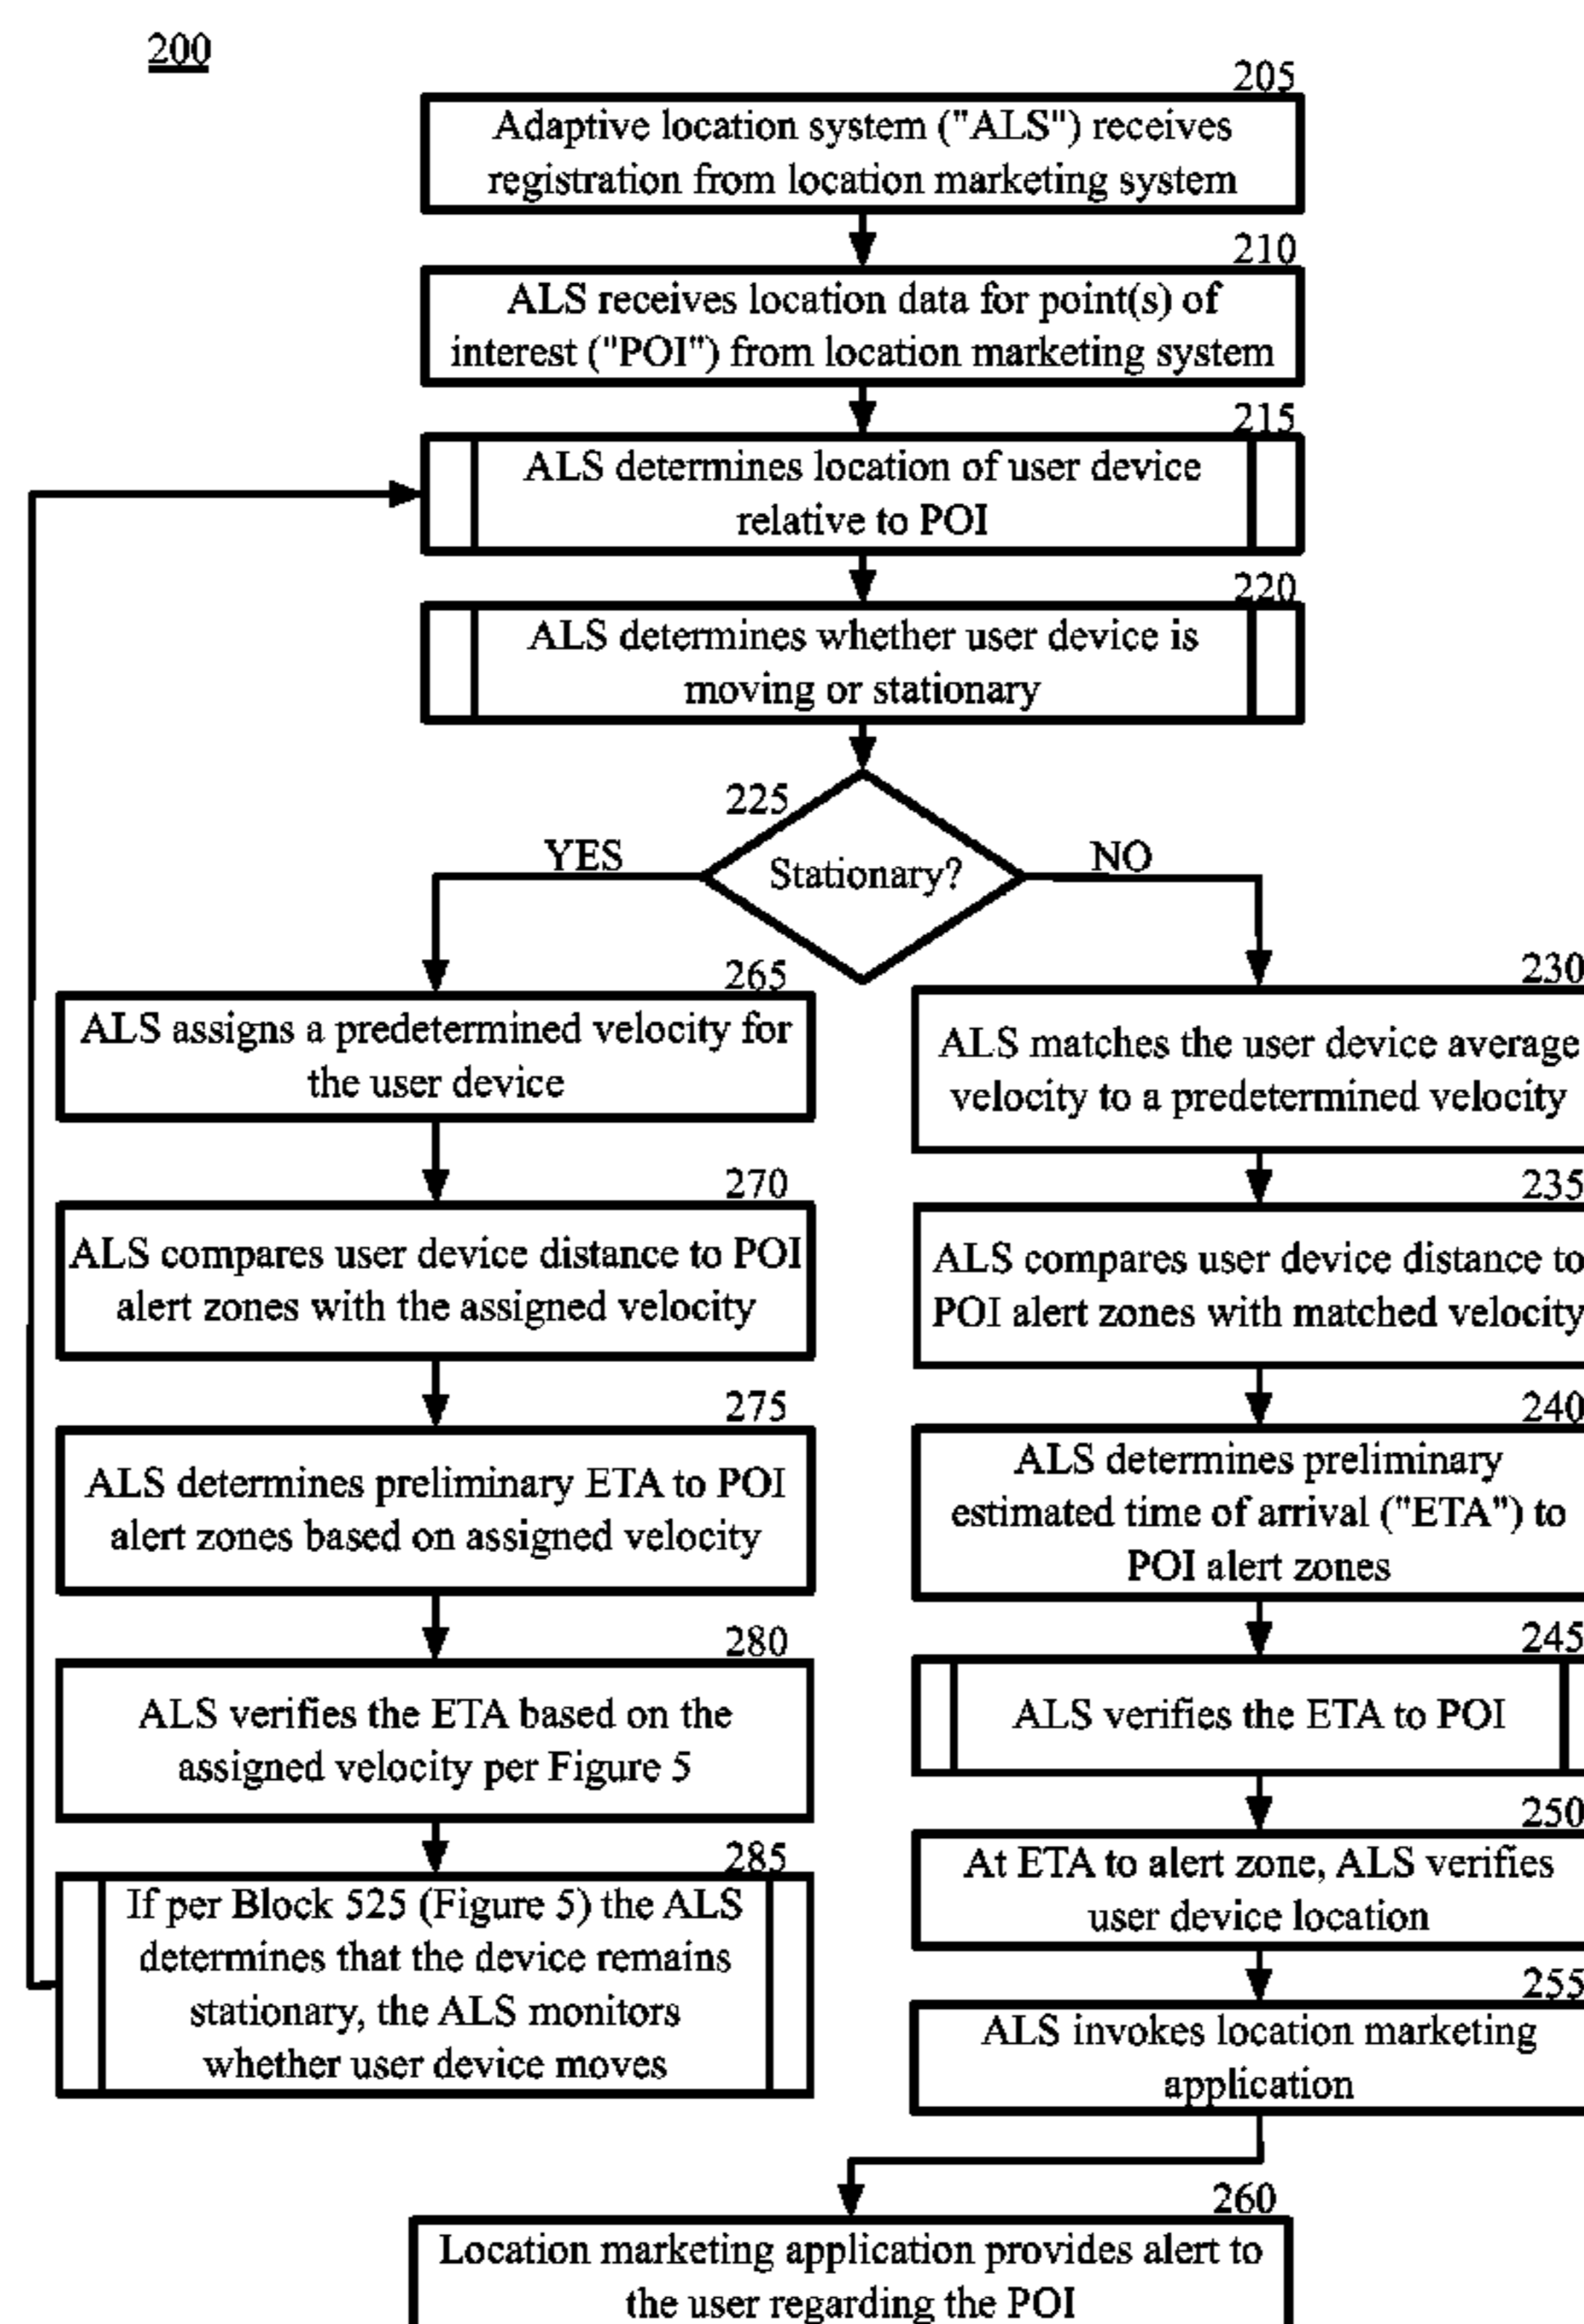 200
205
Adaptive location system ("ALS") receives
registration from location marketing system
210
ALS receives location data for point(s) of
interest ("POI") from location marketing system
215
ALS determines location of user device
relative to POI
220
ALS determines whether user device is
moving or stationary
225
Stationary?
YES
NO
265
ALS assigns a predetermined velocity for
the user device
270
ALS compares user device distance to POI
alert zones with the assigned velocity
275
ALS determines preliminary ETA to POI
alert zones based on assigned velocity
280
ALS verifies the ETA based on the
assigned velocity per Figure 5
285
If per Block 525 (Figure 5) the ALS
determines that the device remains
stationary, the ALS monitors
whether user device moves
230
ALS matches the user device average
velocity to a predetermined velocity
235
ALS compares user device distance to
POI alert zones with matched velocity
240
ALS determines preliminary
estimated time of arrival ("ETA") to
POI alert zones
245
ALS verifies the ETA to POI
250
At ETA to alert zone, ALS verifies
user device location
255
ALS invokes location marketing
application
260
Location marketing application provides alert to
the user regarding the POI